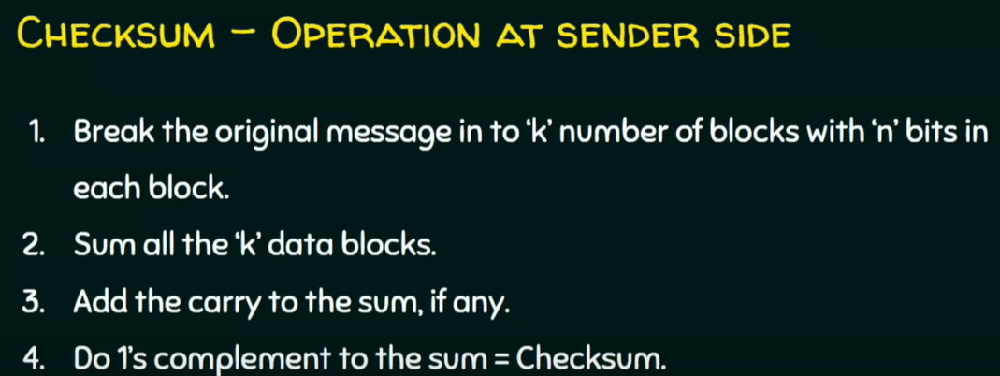 CHECKSUM – OPERATION AT SENDER SIDE
1. Break the original message in to ‘k’ number of blocks with ‘n’ bits in
each block.
2. Sum all the ‘k’ data blocks.
3. Add the carry to the sum, if any.
4. Do 1's complement to the sum = Checksum.